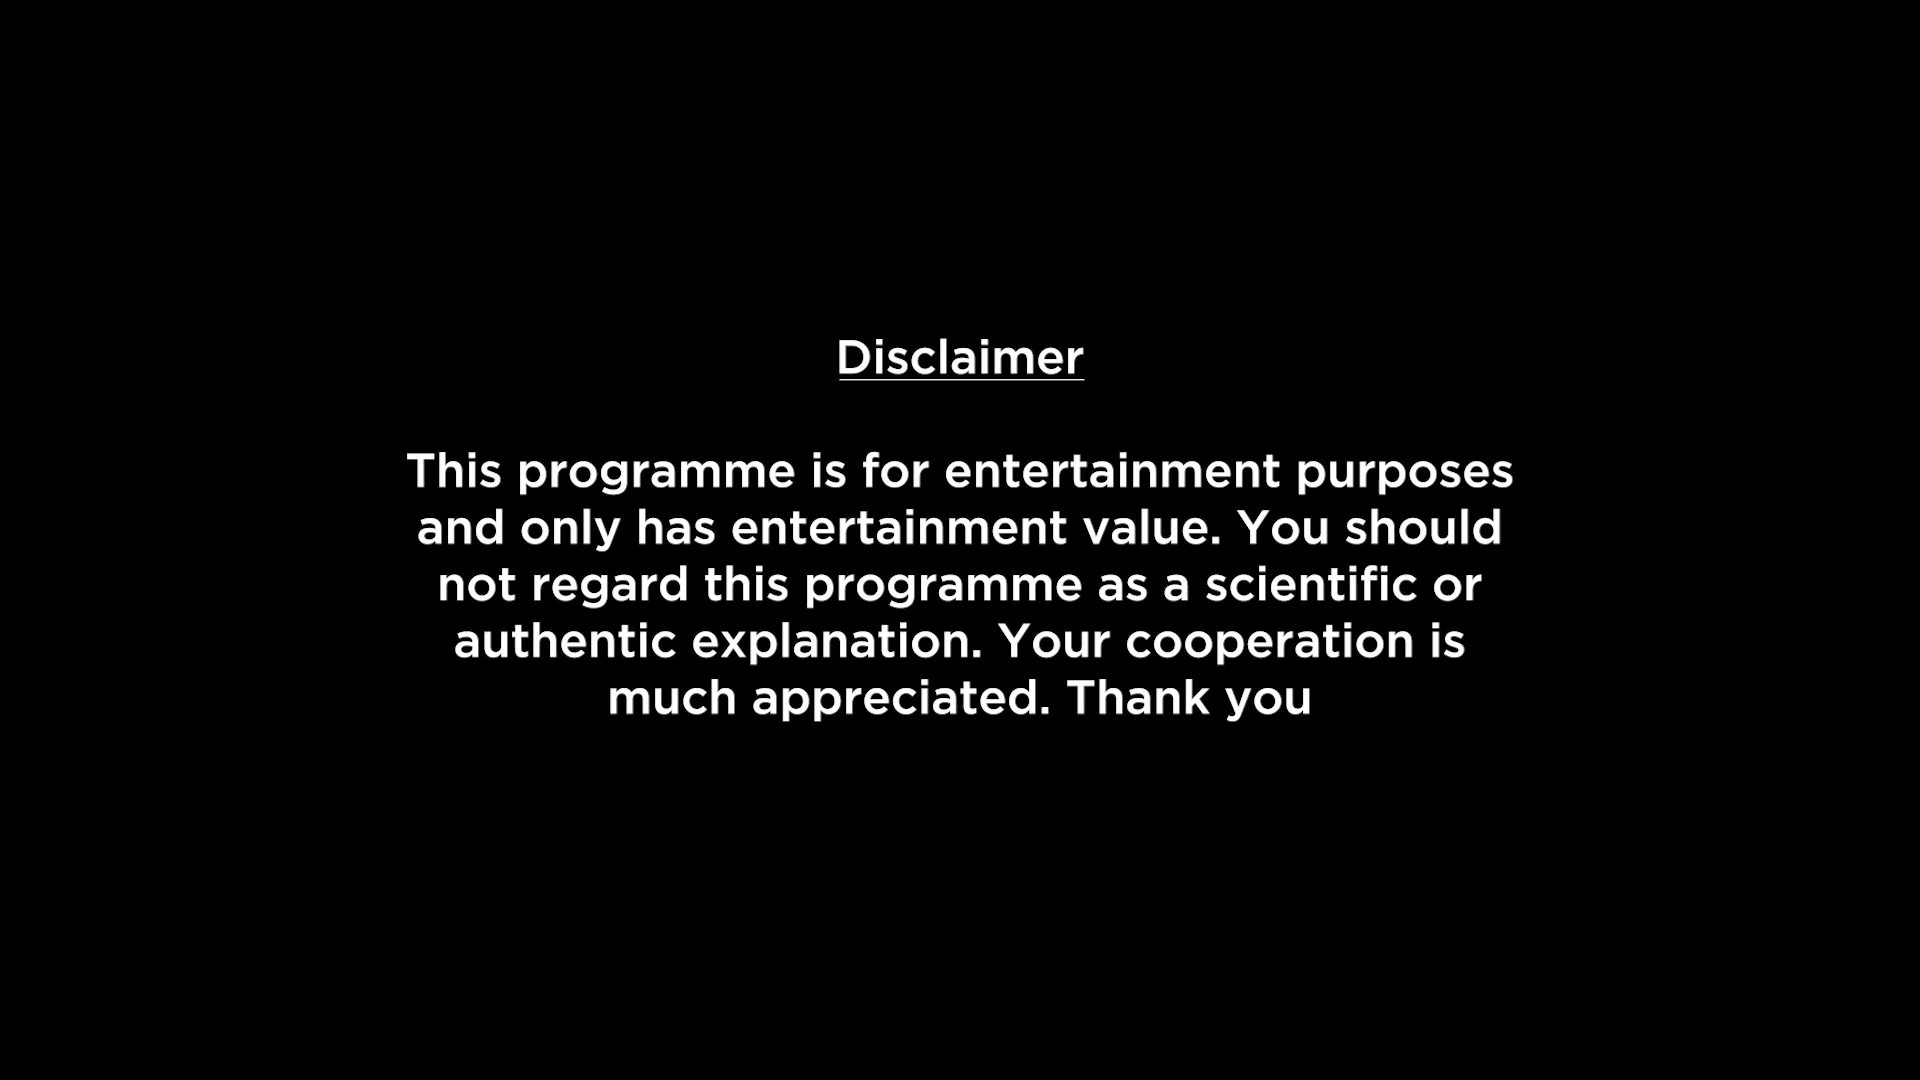 Disclaimer
This programme is for entertainment purposes
and only has entertainment value. You should
not regard this programme as a scientific or
authentic explanation. Your cooperation is
much appreciated. Thank you